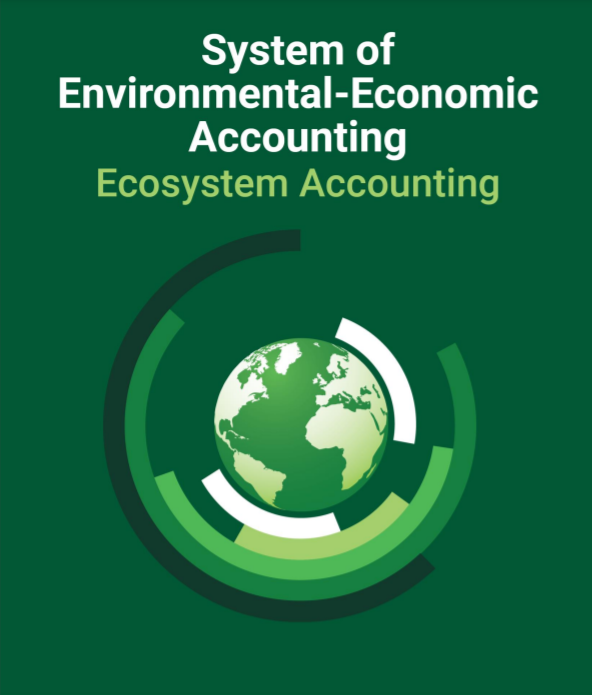 System of
Environmental-Economic
Accounting
Ecosystem Accounting